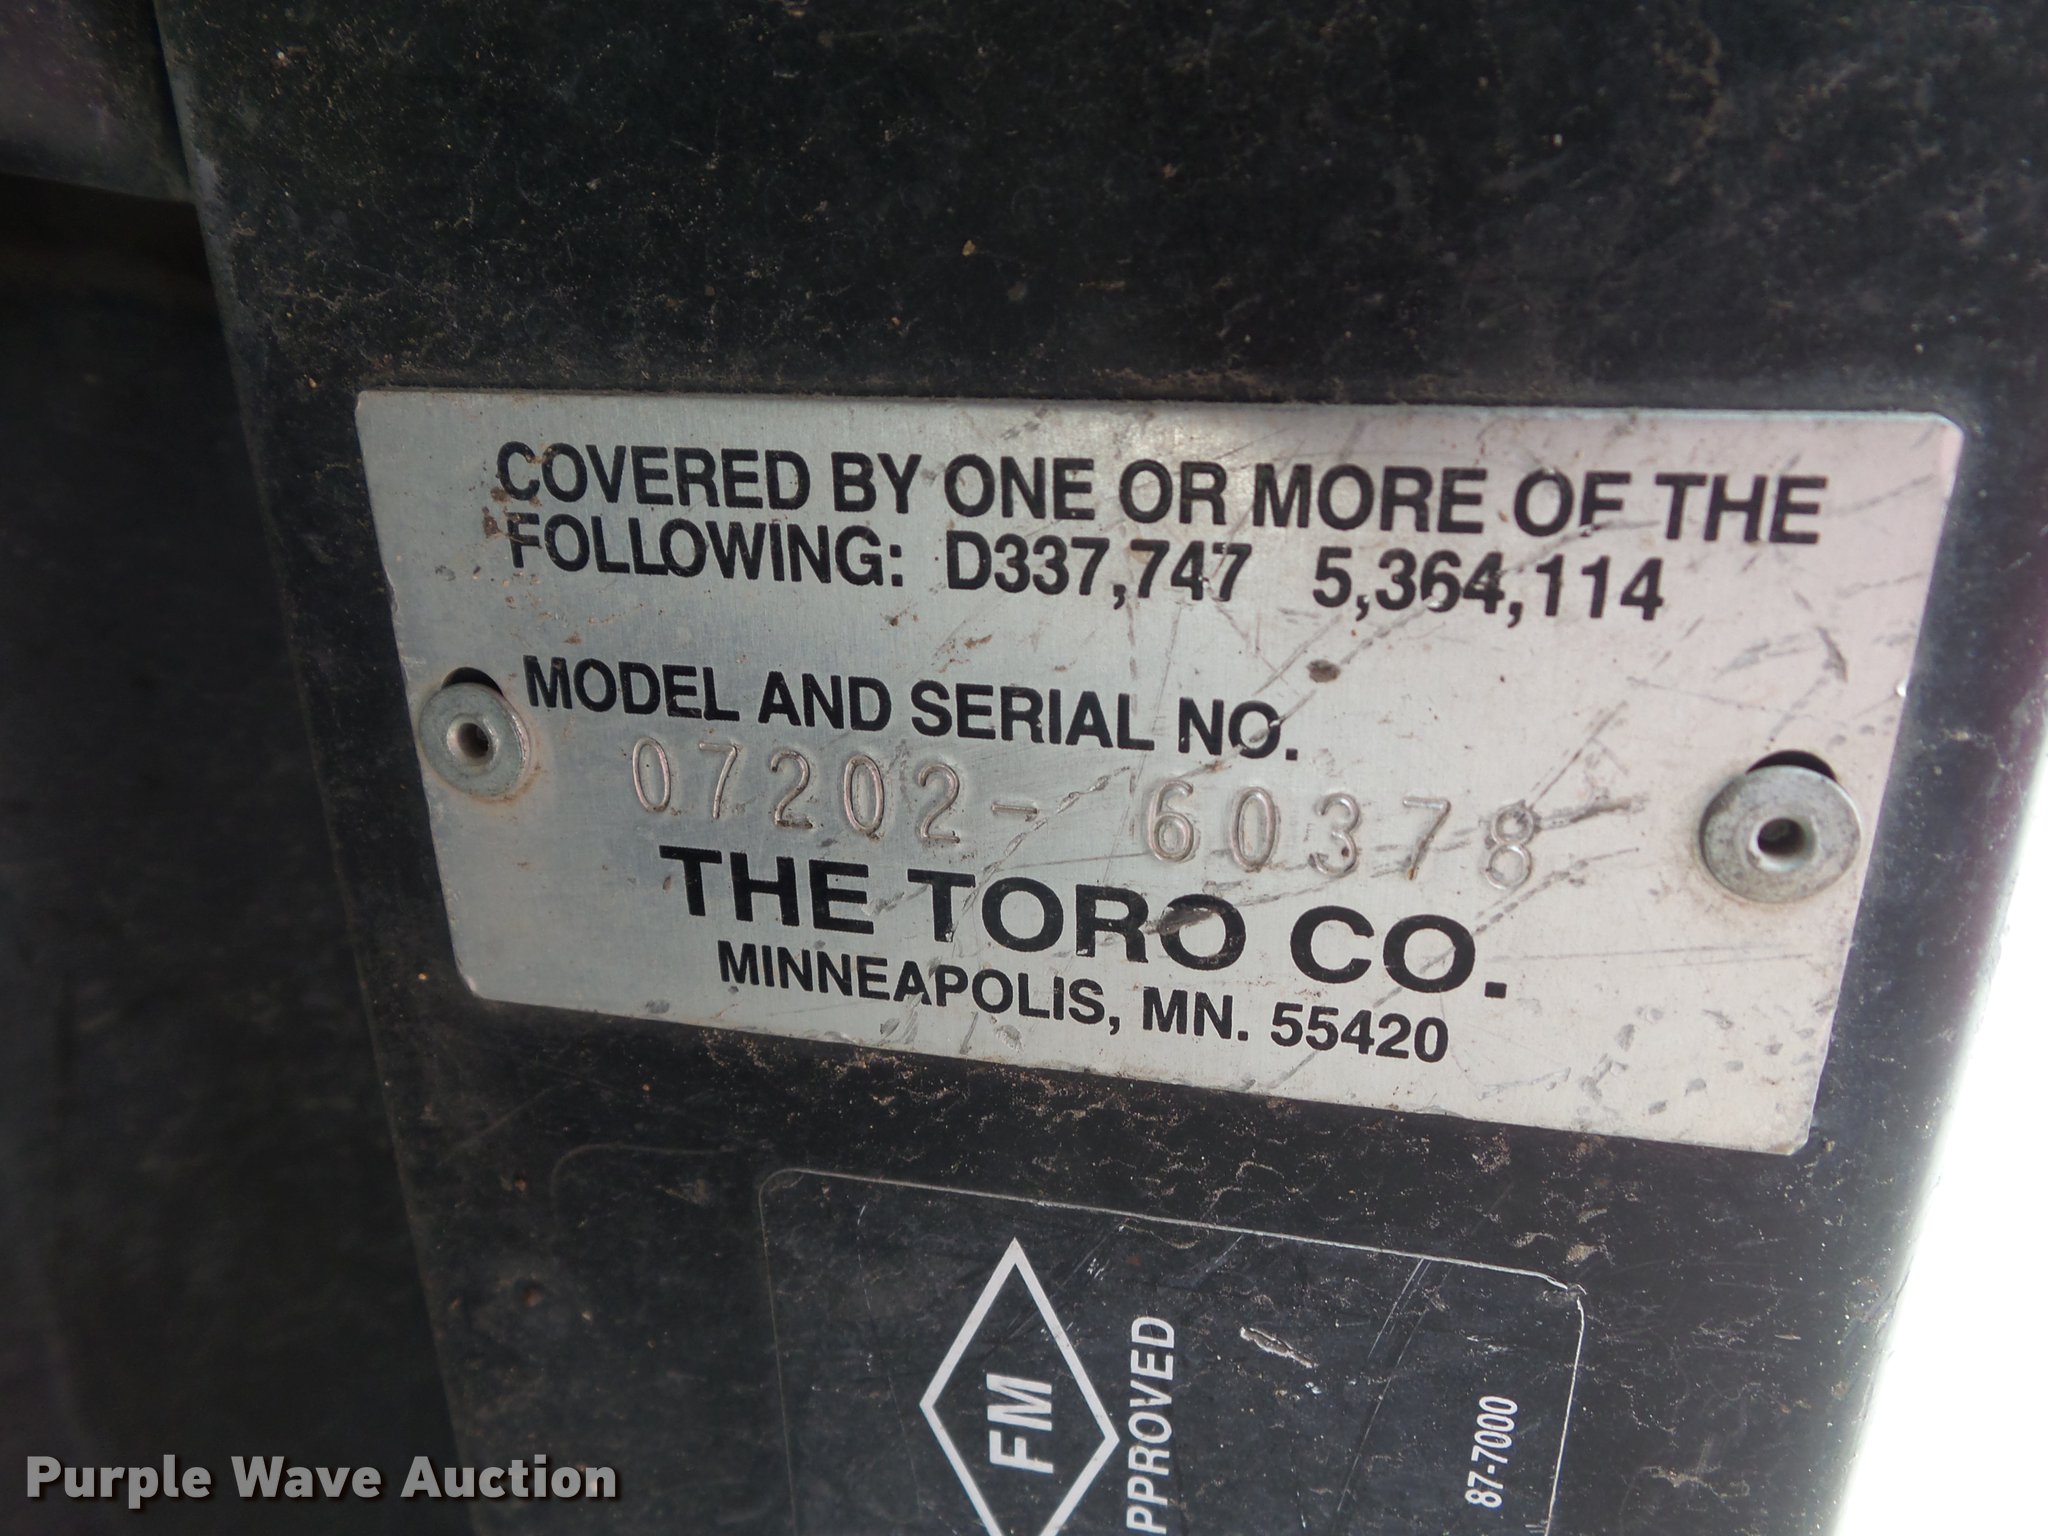 COVERED BY ONE OR MORE OF THE
FOLLOWING: D337,747 5,364,114
MODEL AND SERIAL NO.
07202- 60378
THE TORO CO.
MINNEAPOLIS, MN. 55420
FM
PPROVED
87-7000
Purple Wave Auction